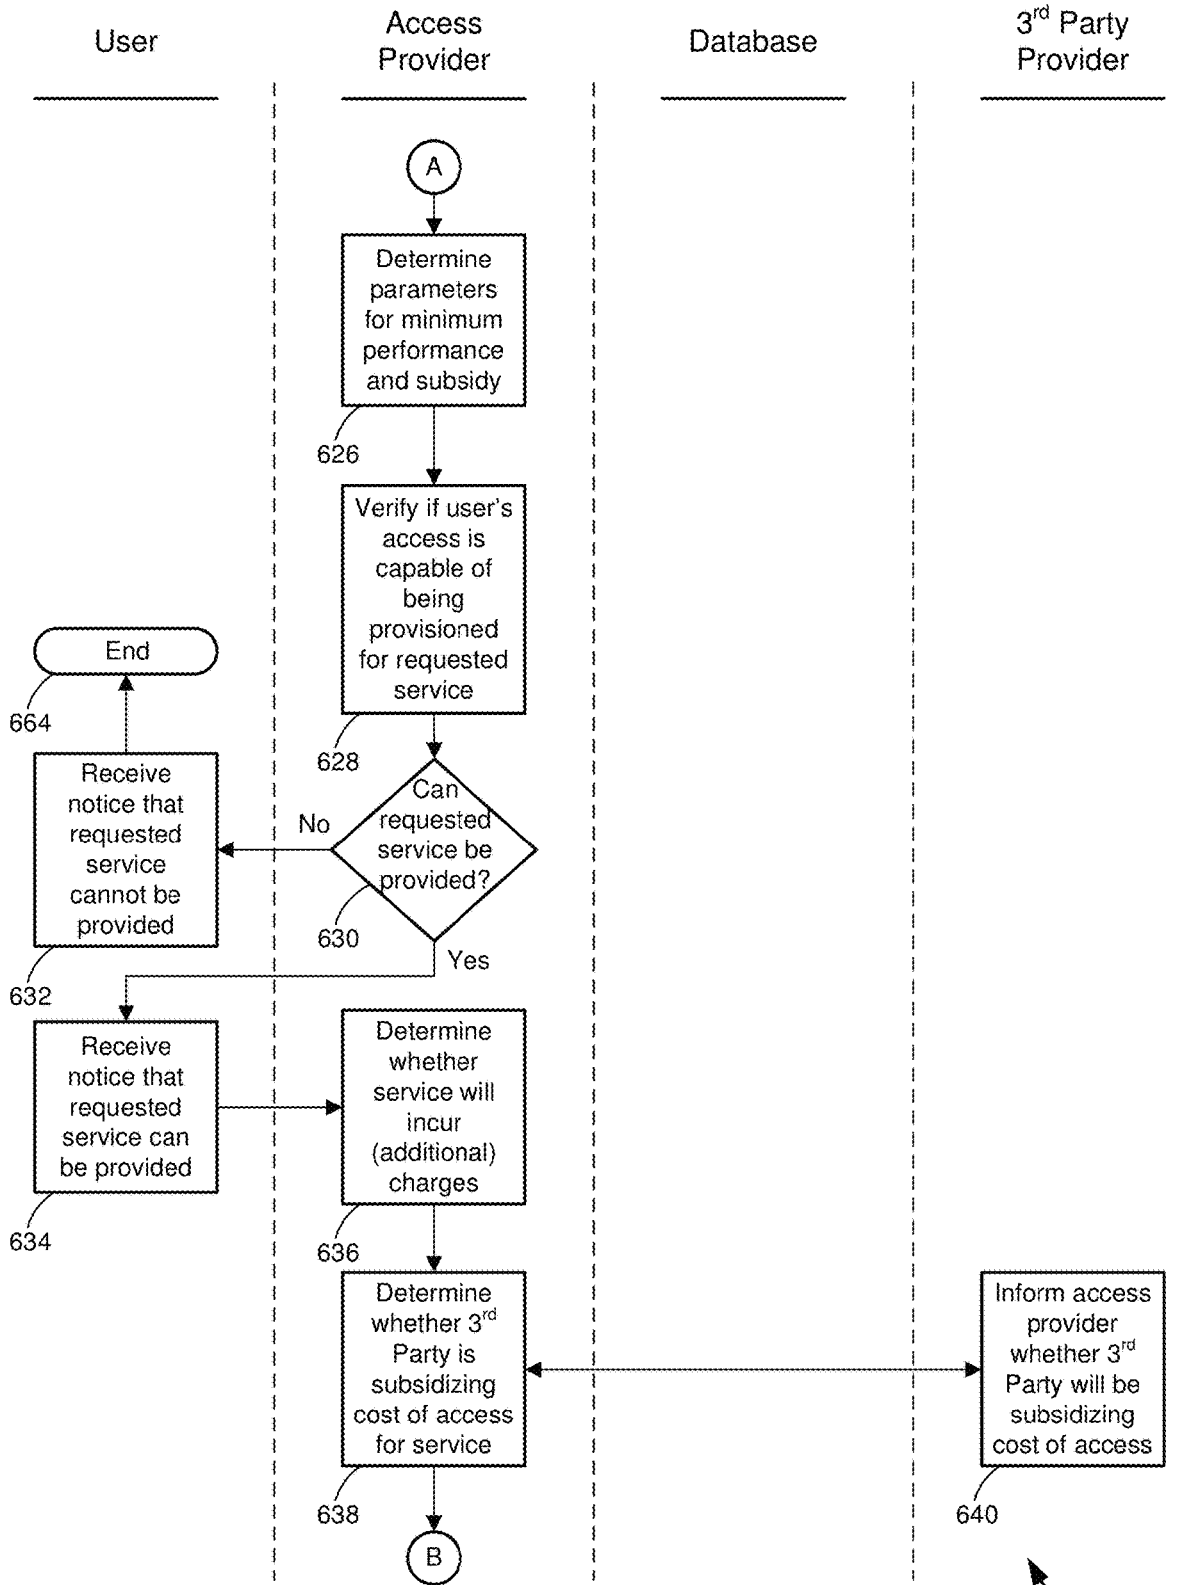 User
Access
Provider
Database
3rd Party
Provider
A
Determine
parameters
for minimum
performance
and subsidy
626
Verify if user's
access is
capable of
being
provisioned
for requested
service
628
End
664
Receive
notice that
requested
service
cannot be
provided
632
No
Can
requested
service be
provided?
630
Yes
Receive
notice that
requested
service can
be provided
634
Determine
whether
service will
incur
(additional)
charges
636
Determine
whether 3rd
Party is
subsidizing
cost of access
for service
638
Inform access
provider
whether 3rd
Party will be
subsidizing
cost of access
640
B